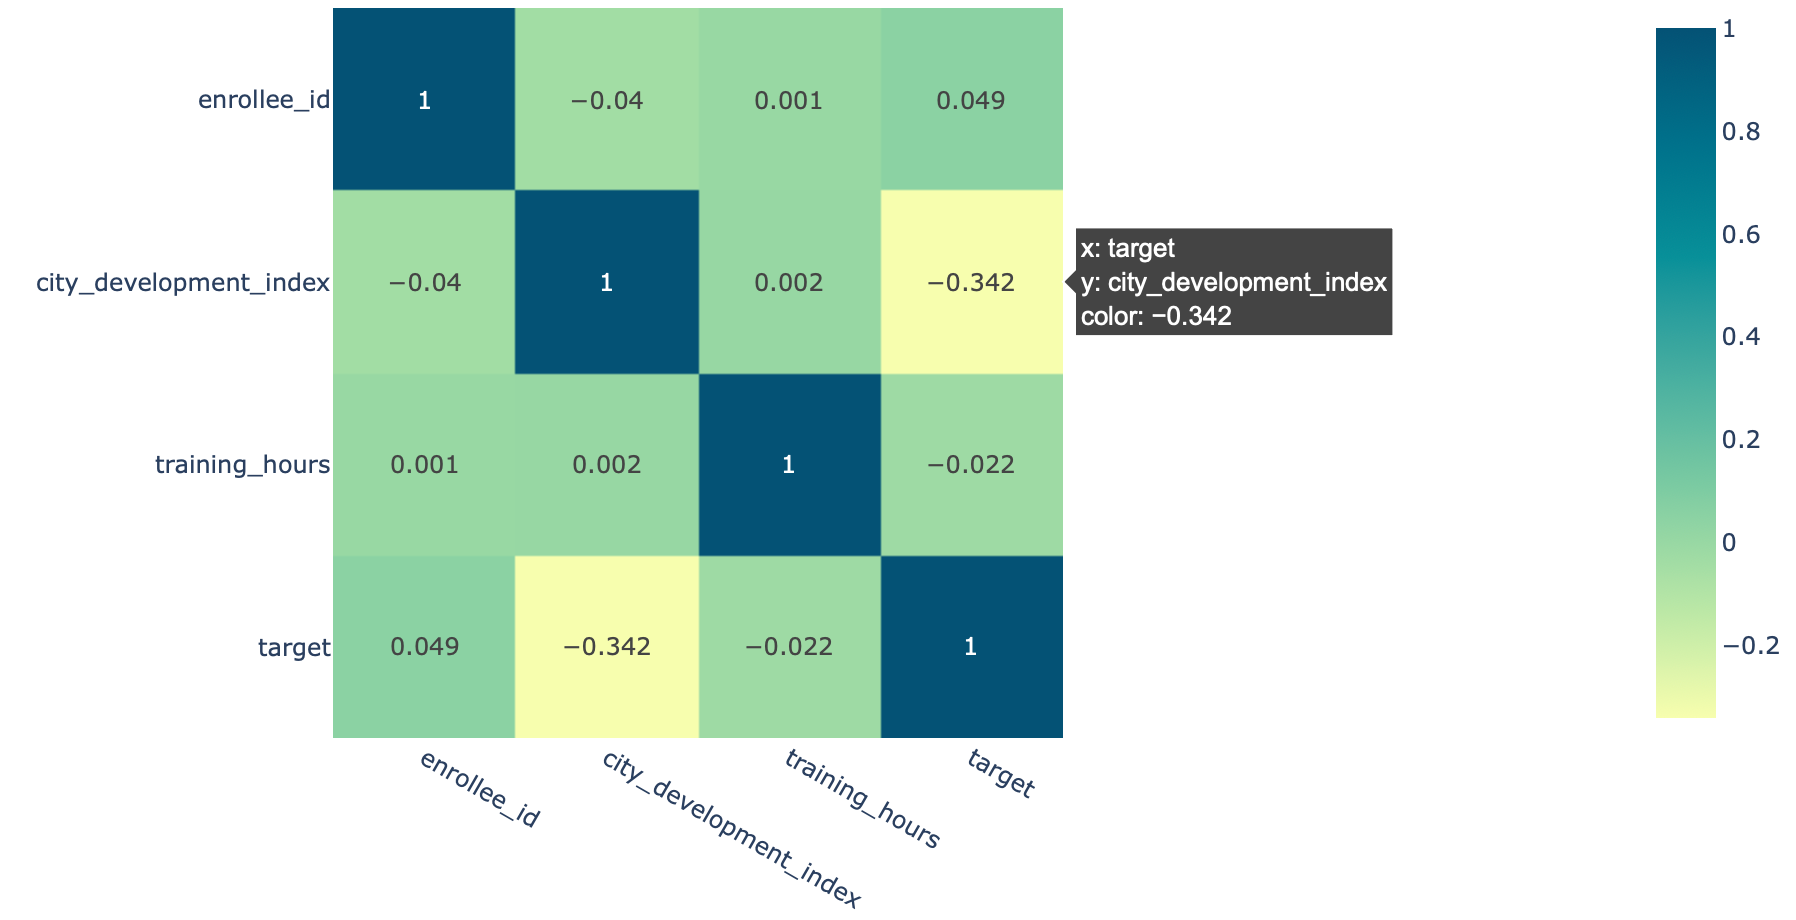 enrollee_id 1 −0.04 0.001 0.049
city_development_index −0.04 1 0.002 −0.342
training_hours 0.001 0.002 1 −0.022
target 0.049 −0.342 −0.022 1
enrollee_id
city_development_index
training_hours
target
x: target
y: city_development_index
color: −0.342
1
0.8
0.6
0.4
0.2
0
−0.2